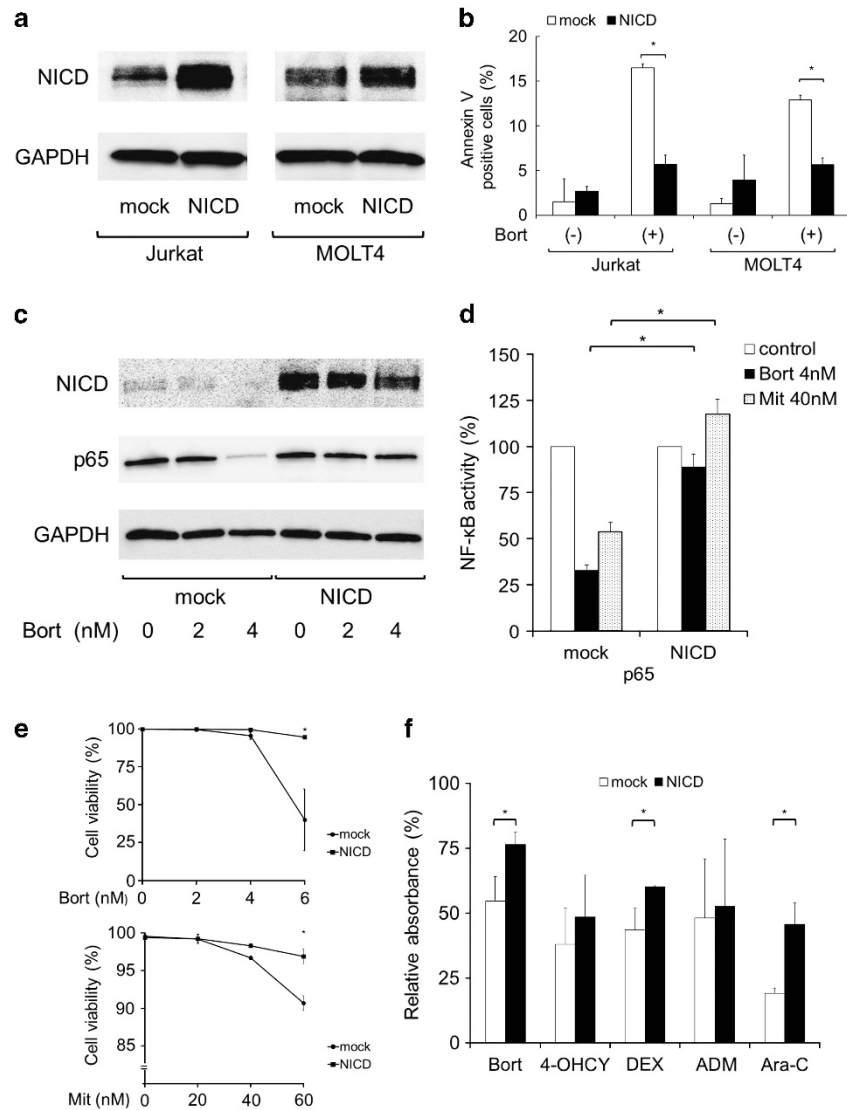 a
NICD
GAPDH
mock NICD mock NICD
Jurkat MOLT4
b
mock NICD
Annexin V
positive cells (%)
20
15
10
5
0
* *
Bort (-) (+) (-) (+)
Jurkat MOLT4
c
NICD
p65
GAPDH
mock NICD
Bort (nM) 0 2 4 0 2 4
d
*
*
control
Bort 4nM
Mit 40nM
NF-κB activity (%)
150
125
100
75
50
25
0
mock NICD
p65
e
Cell viability (%)
100
75
50
25
*
mock
NICD
Bort (nM) 0 2 4 6
Cell viability (%)
100
95
90
85
*
mock
NICD
Mit (nM) 0 20 40 60
f
mock NICD
Relative absorbance (%)
100
75
50
25
0
* * *
Bort 4-OHCY DEX ADM Ara-C